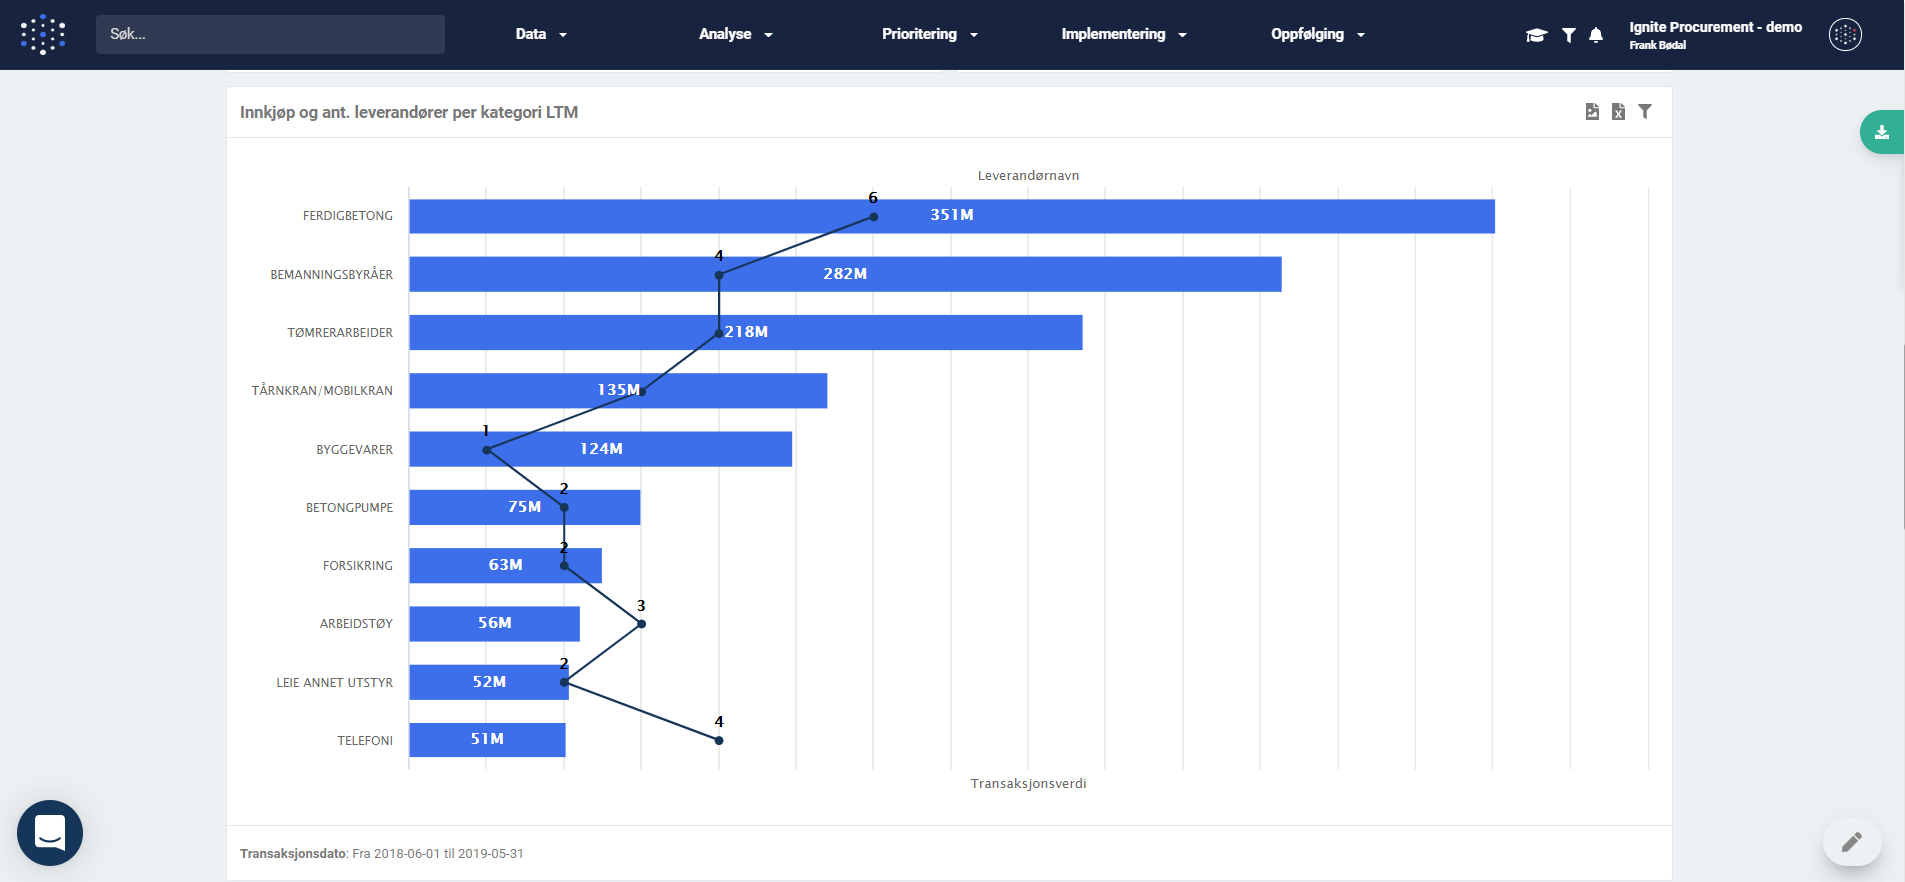 Søk...
Data
Analyse
Prioritering
Implementering
Oppfølging
Ignite Procurement - demo
Frank Bødal
Innkjøp og ant. leverandører per kategori LTM
Leverandørnavn
6
FERDIGBETONG
351M
4
BEMANNINGSBYRÅER
282M
TØMRERARBEIDER
218M
TÅRNKRAN/MOBILKRAN
135M
1
BYGGEVARER
124M
2
BETONGPUMPE
75M
2
FORSIKRING
63M
3
ARBEIDSTØY
56M
2
LEIE ANNET UTSTYR
52M
4
TELEFONI
51M
Transaksjonsverdi
Transaksjonsdato: Fra 2018-06-01 til 2019-05-31